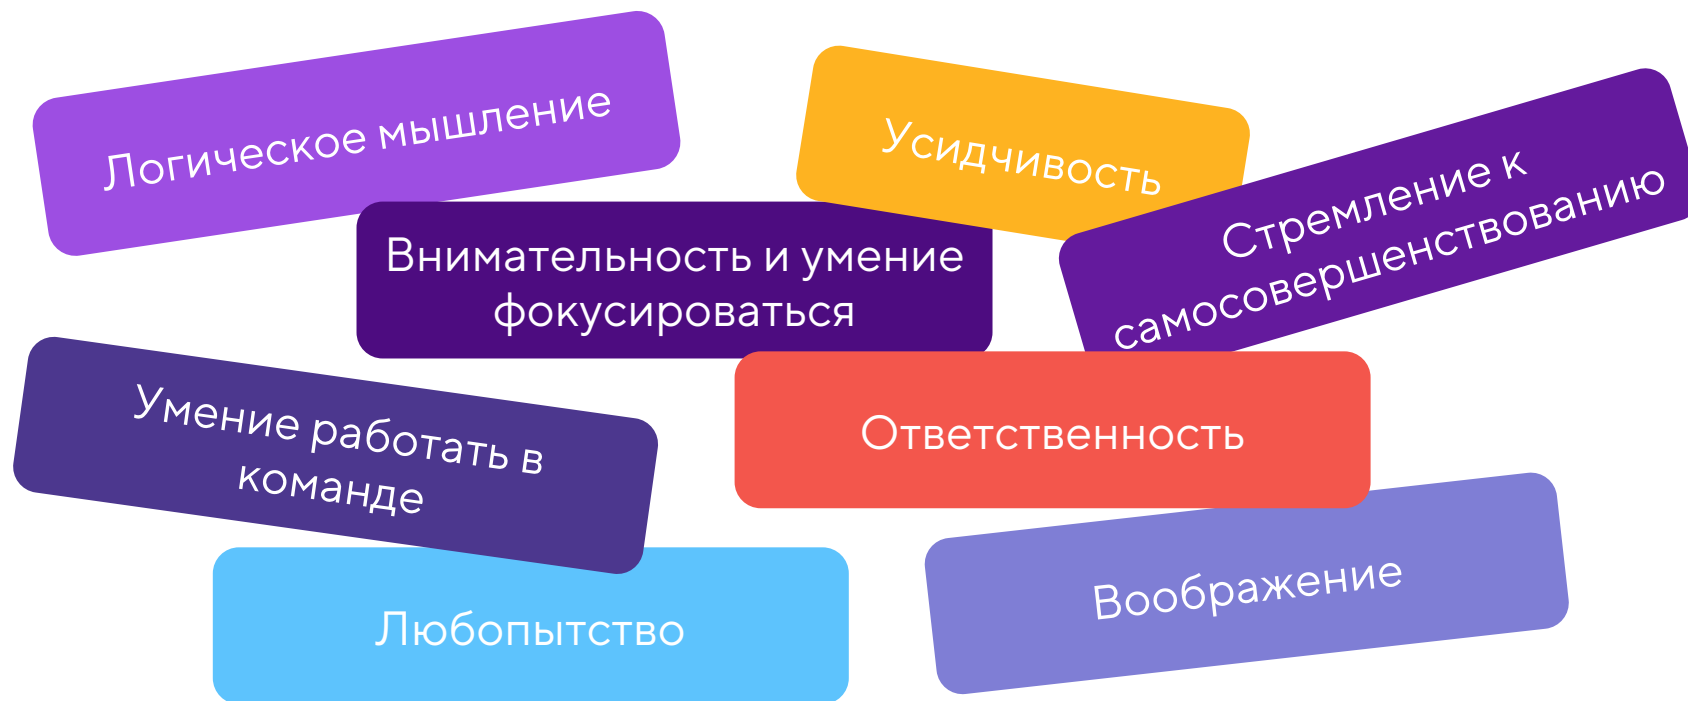 Логическое мышление
Усидчивость
Стремление к
самосовершенствованию
Внимательность и умение
фокусироваться
Умение работать в
команде
Ответственность
Любопытство
Воображение